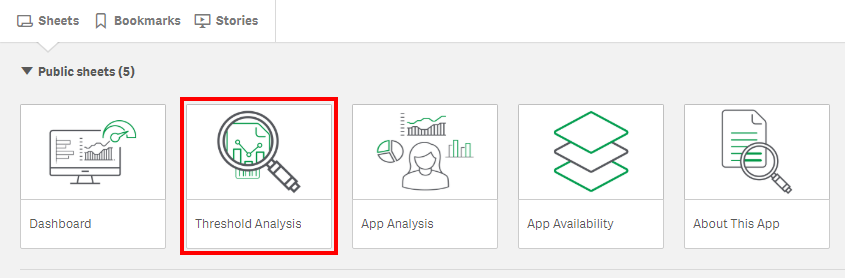 Sheets Bookmarks Stories
Public sheets (5)
Dashboard
Threshold Analysis
App Analysis
App Availability
About This App